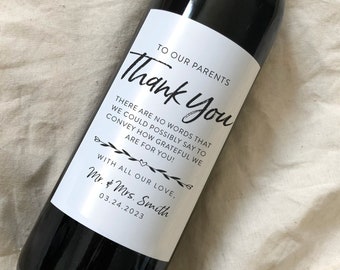 TO OUR PARENTS
Thank You
THERE ARE NO WORDS THAT
WE COULD POSSIBLY SAY TO
CONVEY HOW GRATEFUL WE
ARE FOR YOU!
WITH ALL OUR LOVE,
Mr. & Mrs. Smith
03.24.2023